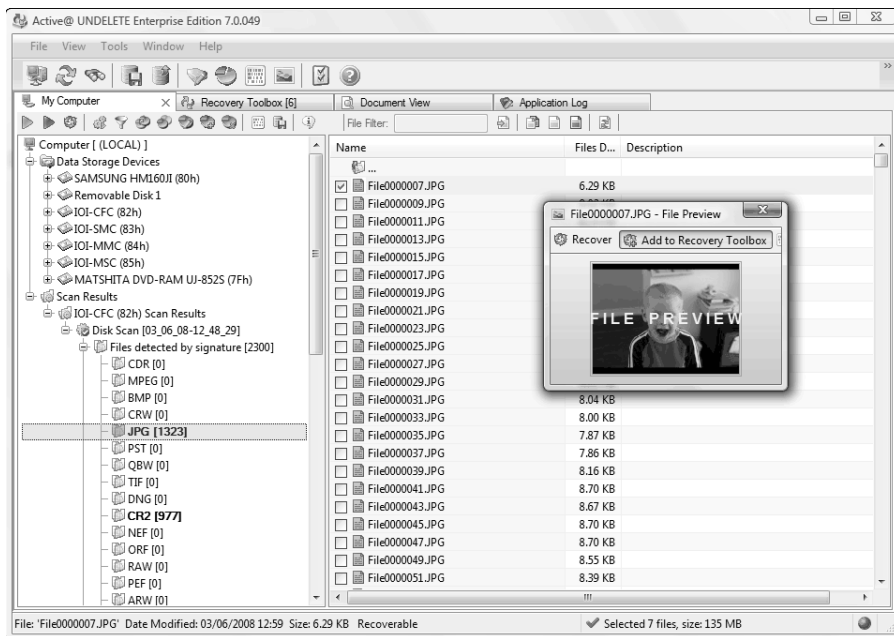 Active@ UNDELETE Enterprise Edition 7.0.049
File View Tools Window Help
My Computer
Recovery Toolbox [6]
Document View
Application Log
File Filter:
Computer [ (LOCAL) ]
Data Storage Devices
SAMSUNG HM160JI (80h)
Removable Disk 1
IOI-CFC (82h)
IOI-SMC (83h)
IOI-MMC (84h)
IOI-MSC (85h)
MATSHITA DVD-RAM UJ-852S (7Fh)
Scan Results
IOI-CFC (82h) Scan Results
Disk Scan [03_06_08-12_48_29]
Files detected by signature [2300]
CDR [0]
MPEG [0]
BMP [0]
CRW [0]
JPG [1323]
PST [0]
QBW [0]
TIF [0]
DNG [0]
CR2 [977]
NEF [0]
ORF [0]
RAW [0]
PEF [0]
ARW [0]
Name Files D... Description
...
File0000007.JPG 6.29 KB
File0000009.JPG
File0000011.JPG
File0000013.JPG
File0000015.JPG
File0000017.JPG
File0000019.JPG
File0000021.JPG
File0000023.JPG
File0000025.JPG
File0000027.JPG
File0000029.JPG
File0000031.JPG 8.04 KB
File0000033.JPG 8.00 KB
File0000035.JPG 7.87 KB
File0000037.JPG 7.86 KB
File0000039.JPG 8.16 KB
File0000041.JPG 8.70 KB
File0000043.JPG 8.67 KB
File0000045.JPG 8.70 KB
File0000047.JPG 8.70 KB
File0000049.JPG 8.55 KB
File0000051.JPG 8.39 KB
File0000007.JPG - File Preview
Recover Add to Recovery Toolbox
FILE PREVIEW
File: 'File0000007.JPG' Date Modified: 03/06/2008 12:59 Size: 6.29 KB Recoverable
Selected 7 files, size: 135 MB